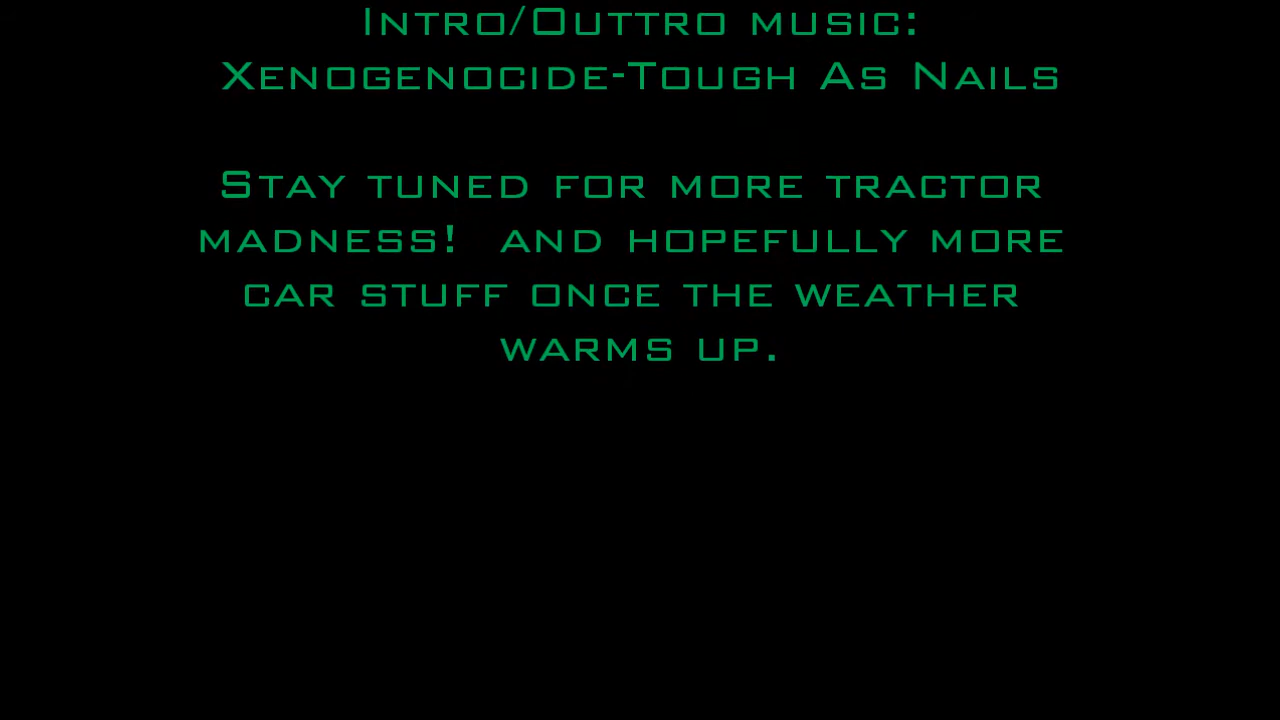 Intro/Outtro music:
Xenogenocide-Tough As Nails
Stay tuned for more tractor
madness!  and hopefully more
car stuff once the weather
warms up.